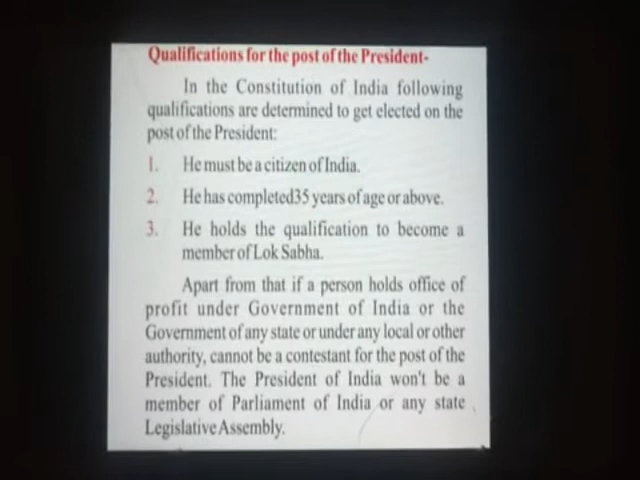 Qualifications for the post of the President-
In the Constitution of India following
qualifications are determined to get elected on the
post of the President:
1. He must be a citizen of India.
2. He has completed35 years of age or above.
3. He holds the qualification to become a
member of Lok Sabha.
Apart from that if a person holds office of
profit under Government of India or the
Government of any state or under any local or other
authority, cannot be a contestant for the post of the
President. The President of India won't be a
member of Parliament of India or any state
Legislative Assembly.